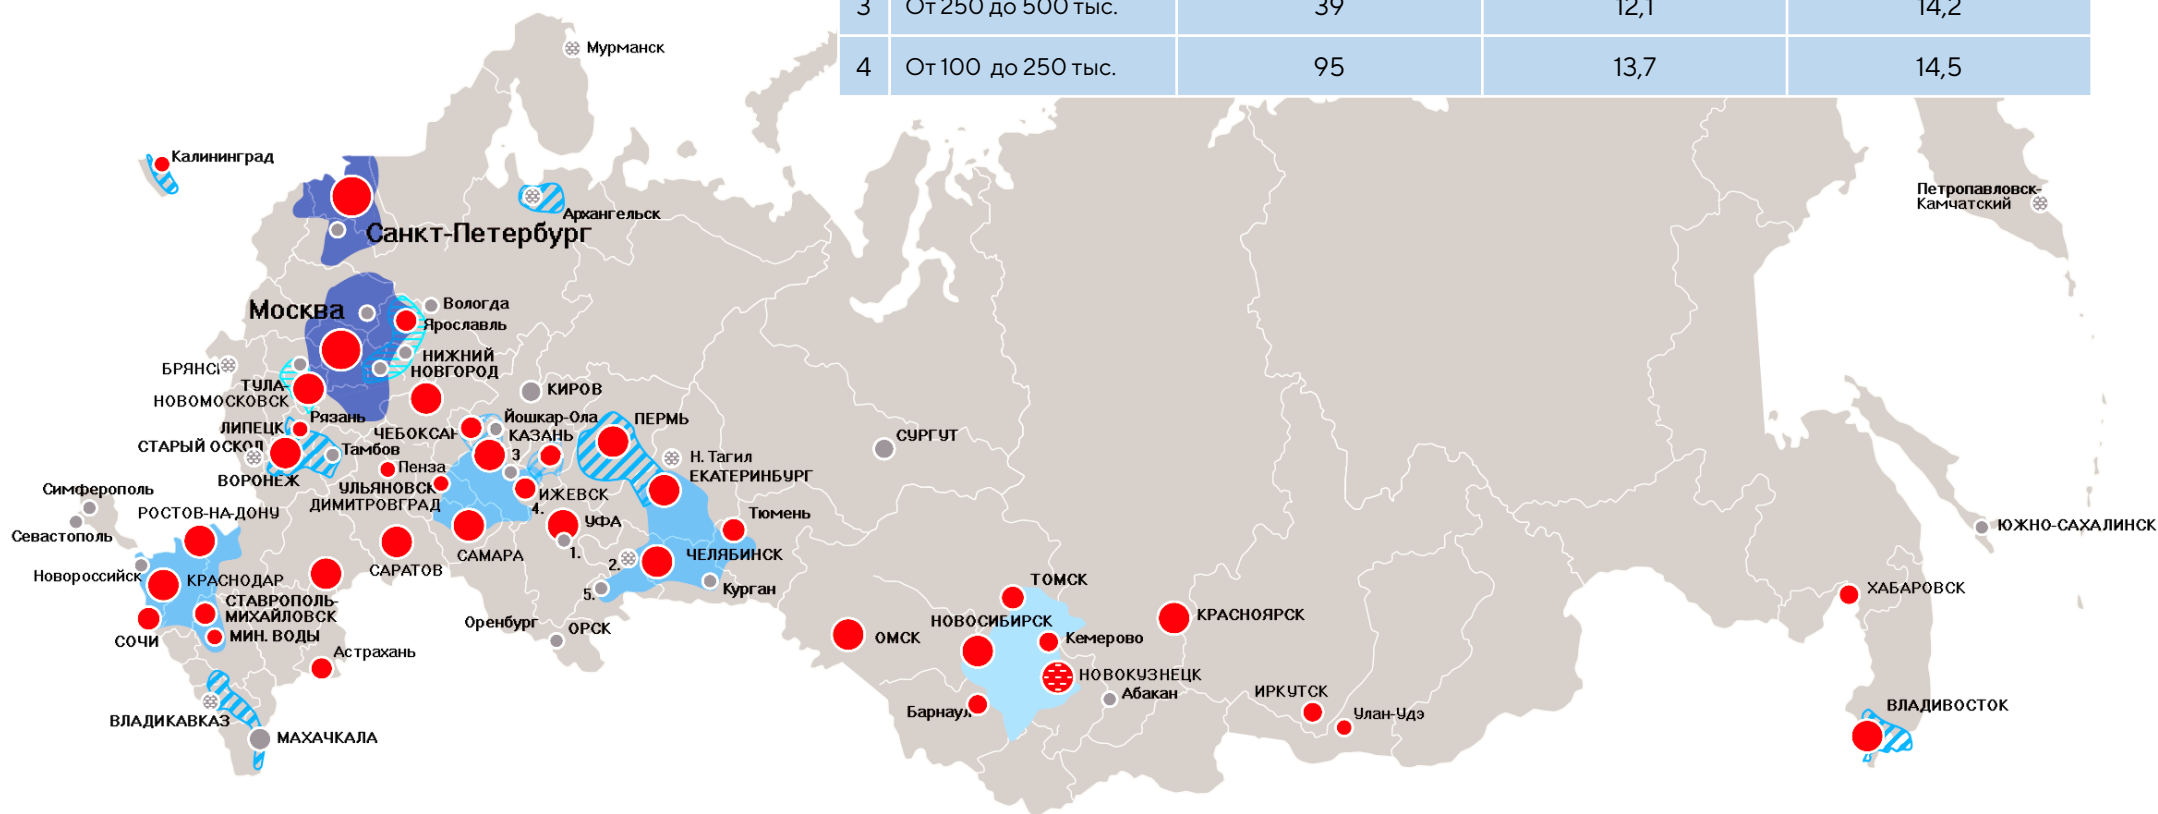 3 От 250 до 500 тыс. 39 12,1 14,2
4 От 100 до 250 тыс. 95 13,7 14,5
Мурманск
Калининград
Петропавловск-
Камчатский
Архангельск
Санкт-Петербург
Москва
Вологда
Ярославль
НИЖНИЙ
НОВГОРОД
БРЯНС
ТУЛА-
НОВОМОСКОВСК
КИРОВ
Рязань
Йошкар-Ола
ПЕРМЬ
ЛИПЕЦК
ЧЕБОКСАР
КАЗАНЬ
СУРГУТ
СТАРЫЙ ОСКОЛ
Тамбов
3
Н. Тагил
Пенза
ЕКАТЕРИНБУРГ
ВОРОНЕЖ
УЛЬЯНОВСК
ИЖЕВСК
Симферополь
ДИМИТРОВГРАД
4.
РОСТОВ-НА-ДОНУ
УФА
Тюмень
ЮЖНО-САХАЛИНСК
Севастополь
САМАРА
1.
ЧЕЛЯБИНСК
2.
САРАТОВ
Новороссийск
КРАСНОДАР
ТОМСК
ХАБАРОВСК
5.
Курган
СТАВРОПОЛЬ-
МИХАЙЛОВСК
КРАСНОЯРСК
Оренбург
ОРСК
НОВОСИБИРСК
СОЧИ
МИН. ВОДЫ
ОМСК
Кемерово
Астрахань
НОВОКУЗНЕЦК
Абакан
ИРКУТСК
Барнаул
Улан-Удэ
ВЛАДИВОСТОК
ВЛАДИКАВКАЗ
МАХАЧКАЛА